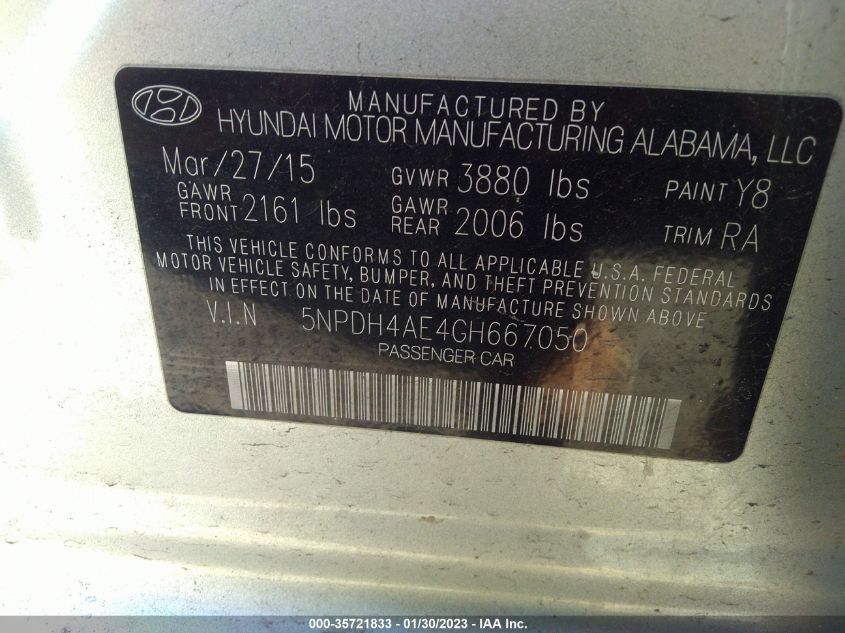 MANUFACTURED BY
HYUNDAI MOTOR MANUFACTURING ALABAMA, LLC
Mar/27/15 GVWR 3880 lbs PAINT Y8
GAWR FRONT 2161 lbs GAWR REAR 2006 lbs TRIM RA
THIS VEHICLE CONFORMS TO ALL APPLICABLE U.S.A. FEDERAL
MOTOR VEHICLE SAFETY, BUMPER, AND THEFT PREVENTION STANDARDS
IN EFFECT ON THE DATE OF MANUFACTURE SHOWN ABOVE
V.I.N 5NPDH4AE4GH667050
PASSENGER CAR
000-35721833 - 01/30/2023 - IAA Inc.